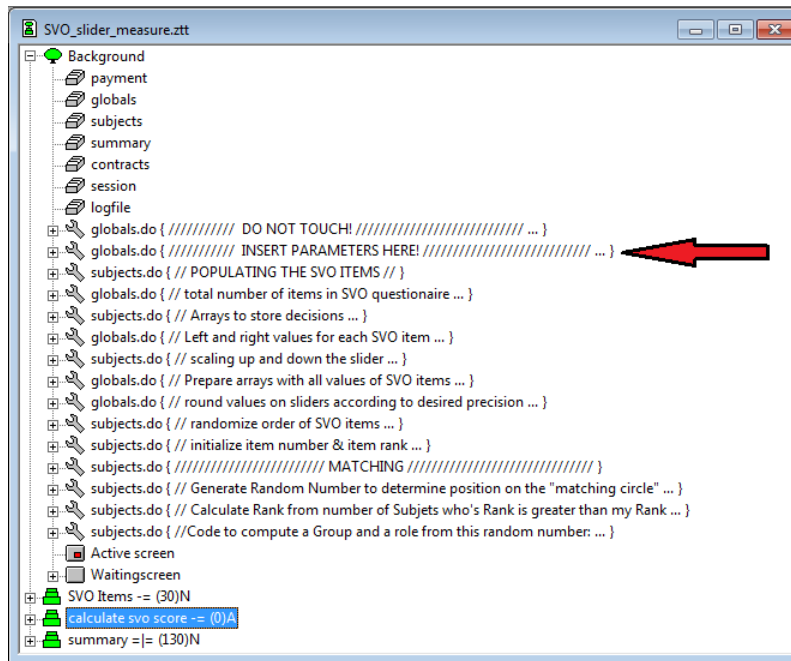 SVO_slider_measure.ztt
Background
payment
globals
subjects
summary
contracts
session
logfile
globals.do { /////////// DO NOT TOUCH! //////////////////////////// ... }
globals.do { /////////// INSERT PARAMETERS HERE! //////////////////////////// ... }
subjects.do { // POPULATING THE SVO ITEMS // }
globals.do { // total number of items in SVO questionaire ... }
subjects.do { // Arrays to store decisions ... }
globals.do { // Left and right values for each SVO item ... }
subjects.do { // scaling up and down the slider ... }
globals.do { // Prepare arrays with all values of SVO items ... }
globals.do { // round values on sliders according to desired precision ... }
subjects.do { // randomize order of SVO items ... }
subjects.do { // initialize item number & item rank ... }
subjects.do { ///////////////////////// MATCHING /////////////////////////////// }
subjects.do { // Generate Random Number to determine position on the "matching circle" ... }
subjects.do { // Calculate Rank from number of Subjets who's Rank is greater than my Rank ... }
subjects.do { //Code to compute a Group and a role from this random number: ... }
Active screen
Waitingscreen
SVO Items -= (30)N
calculate svo score -= (0)A
summary =|= (130)N